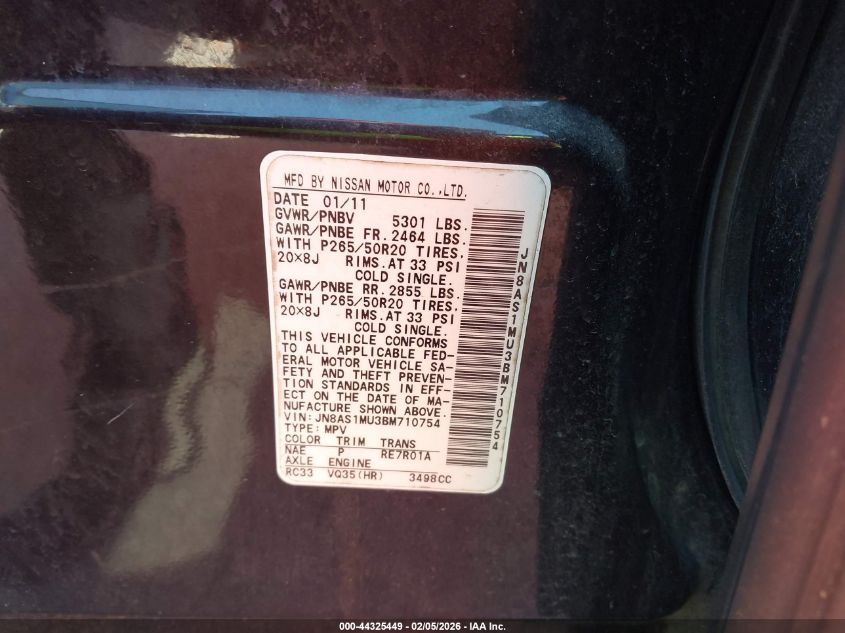 MFD BY NISSAN MOTOR CO.,LTD.
DATE 01/11
GVWR/PNBV 5301 LBS.
GAWR/PNBE FR. 2464 LBS.
WITH P265/50R20 TIRES.
20×8J RIMS.AT 33 PSI
COLD SINGLE.
GAWR/PNBE RR. 2855 LBS.
WITH P265/50R20 TIRES.
20×8J RIMS.AT 33 PSI
COLD SINGLE.
THIS VEHICLE CONFORMS
TO ALL APPLICABLE FED-
ERAL MOTOR VEHICLE SA-
FETY AND THEFT PREVEN-
TION STANDARDS IN EFF-
ECT ON THE DATE OF MA-
NUFACTURE SHOWN ABOVE.
VIN: JN8AS1MU3BM710754
TYPE: MPV
COLOR TRIM TRANS
NAE P RE7R01A
AXLE ENGINE
RC33 VQ35(HR) 3498CC
JN8AS1MU3BM710754
000-44325449 - 02/05/2026 - IAA Inc.